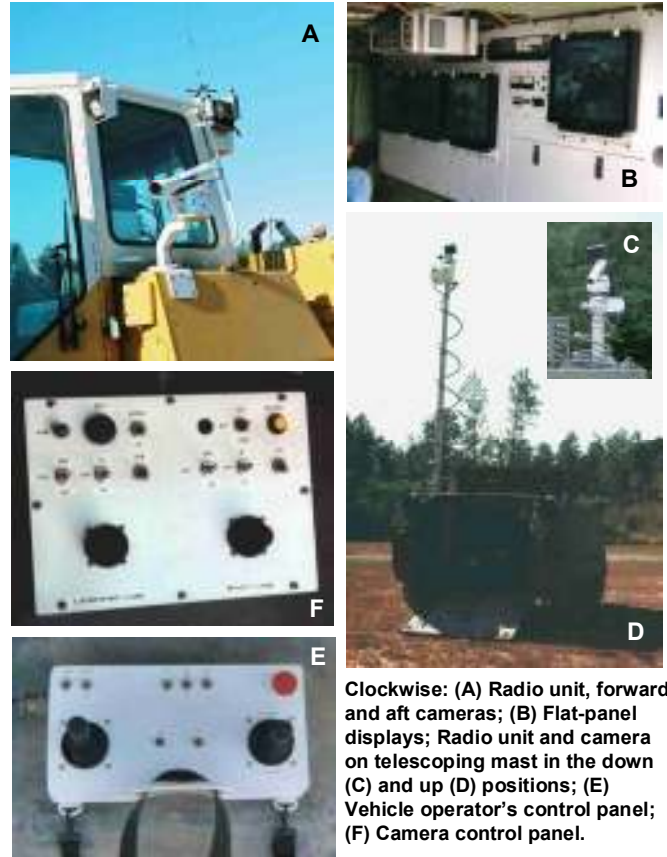 A
B
C
F
D
E
Clockwise: (A) Radio unit, forward
and aft cameras; (B) Flat-panel
displays; Radio unit and camera
on telescoping mast in the down
(C) and up (D) positions; (E)
Vehicle operator's control panel;
(F) Camera control panel.